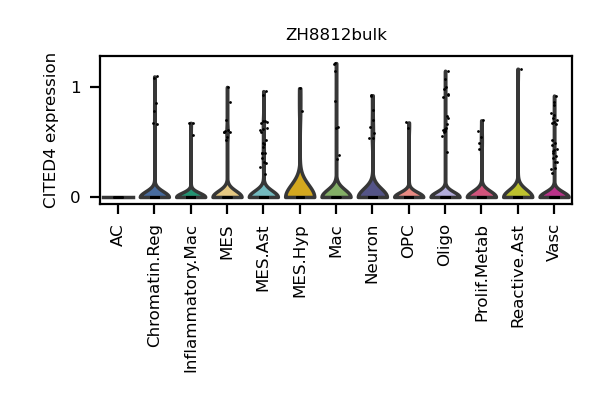 ZH8812bulk
CITED4 expression
1
0
AC
Chromatin.Reg
Inflammatory.Mac
MES
MES.Ast
MES.Hyp
Mac
Neuron
OPC
Oligo
Prolif.Metab
Reactive.Ast
Vasc